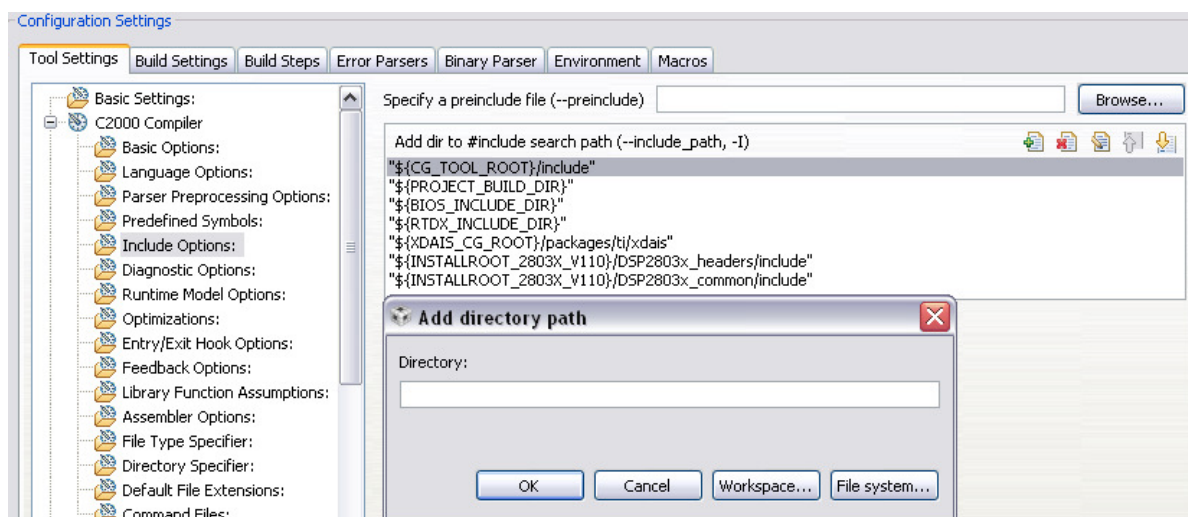 Configuration Settings
Tool Settings Build Settings Build Steps Error Parsers Binary Parser Environment Macros
Basic Settings:
C2000 Compiler
Basic Options:
Language Options:
Parser Preprocessing Options:
Predefined Symbols:
Include Options:
Diagnostic Options:
Runtime Model Options:
Optimizations:
Entry/Exit Hook Options:
Feedback Options:
Library Function Assumptions:
Assembler Options:
File Type Specifier:
Directory Specifier:
Default File Extensions:
Command Files:
Specify a preinclude file (--preinclude)
Browse...
Add dir to #include search path (--include_path, -I)
"${CG_TOOL_ROOT}/include"
"${PROJECT_BUILD_DIR}"
"${BIOS_INCLUDE_DIR}"
"${RTDX_INCLUDE_DIR}"
"${XDAIS_CG_ROOT}/packages/ti/xdais"
"${INSTALLROOT_2803X_V110}/DSP2803x_headers/include"
"${INSTALLROOT_2803X_V110}/DSP2803x_common/include"
Add directory path
Directory:
OK Cancel Workspace... File system...